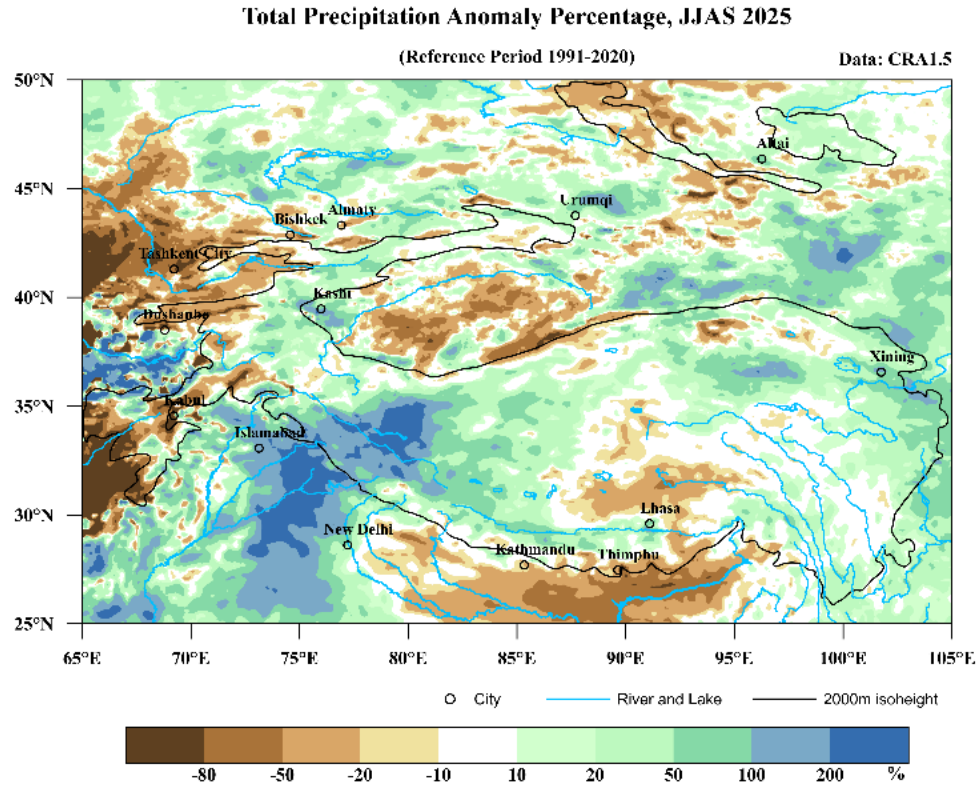 Total Precipitation Anomaly Percentage, JJAS 2025
(Reference Period 1991-2020)
Data: CRA1.5
50°N
Altai
45°N
Urumqi
Almaty
Bishkek
Tashkent City
40°N
Kashi
Dushanbe
Xining
35°N
Kabul
Islamabad
30°N
Lhasa
New Delhi
Kathmandu
Thimphu
25°N
65°E 70°E 75°E 80°E 85°E 90°E 95°E 100°E 105°E
City
River and Lake
2000m isoheight
-80 -50 -20 -10 10 20 50 100 200 %